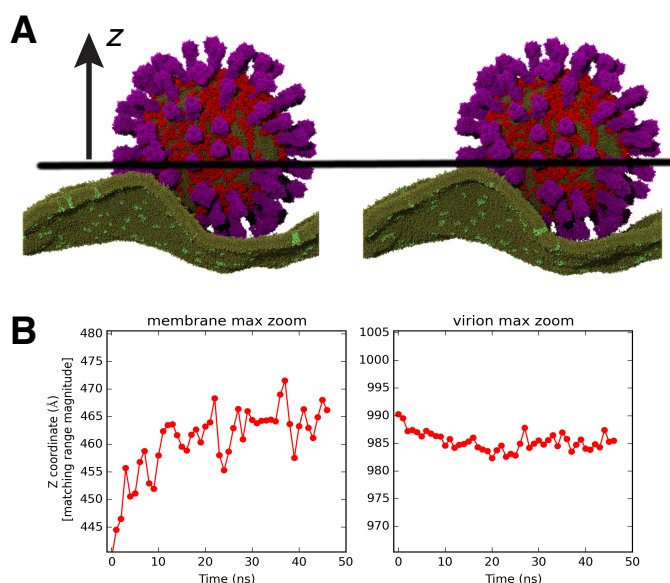 A
z
B
membrane max zoom
virion max zoom
Z coordinate (Å)
[matching range magnitude]
480
475
470
465
460
455
450
445
0 10 20 30 40 50
Time (ns)
1005
1000
995
990
985
980
975
970
0 10 20 30 40 50
Time (ns)